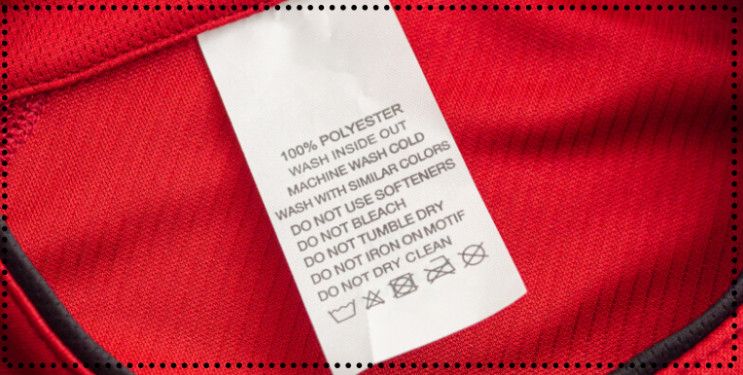 100% POLYESTER
WASH INSIDE OUT
MACHINE WASH COLD
WASH WITH SIMILAR COLORS
DO NOT USE SOFTENERS
DO NOT BLEACH
DO NOT TUMBLE DRY
DO NOT IRON ON MOTIF
DO NOT DRY CLEAN